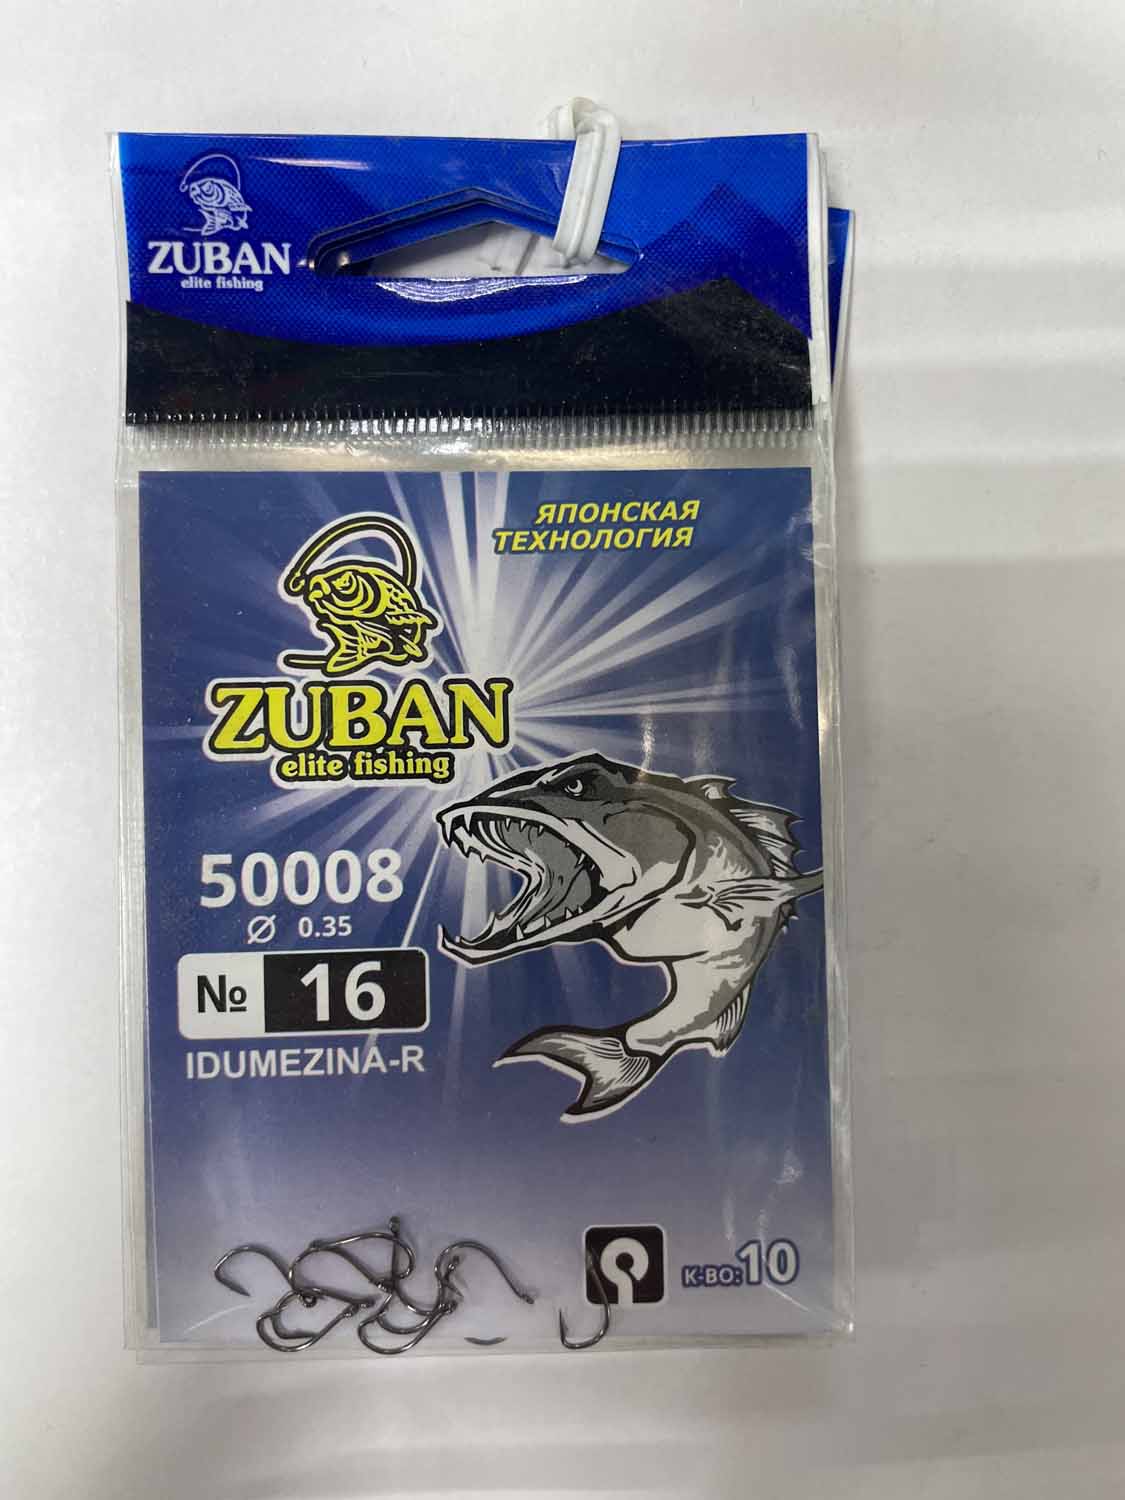 ZUBAN
elite fishing
ЯПОНСКАЯ
ТЕХНОЛОГИЯ
ZUBAN
elite fishing
50008
Ø 0.35
№ 16
IDUMEZINA-R
К-ВО:10